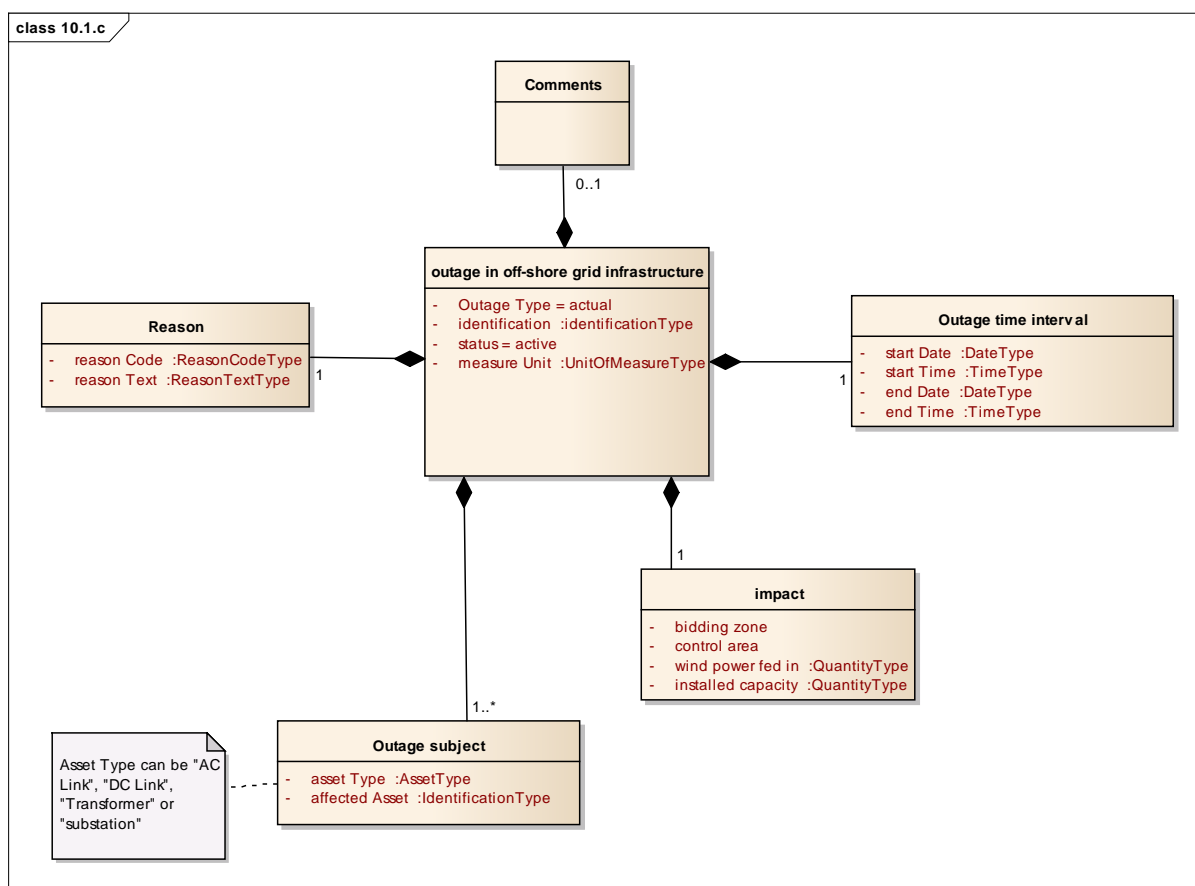 class 10.1.c
Comments
0..1
outage in off-shore grid infrastructure
- Outage Type = actual
- identification :identificationType
- status = active
- measure Unit :UnitOfMeasureType
Reason
- reason Code :ReasonCodeType
- reason Text :ReasonTextType
1
Outage time interval
- start Date :DateType
- start Time :TimeType
- end Date :DateType
- end Time :TimeType
1
1
impact
- bidding zone
- control area
- wind power fed in :QuantityType
- installed capacity :QuantityType
1..*
Outage subject
- asset Type :AssetType
- affected Asset :IdentificationType
Asset Type can be "AC
Link", "DC Link",
"Transformer" or
"substation"